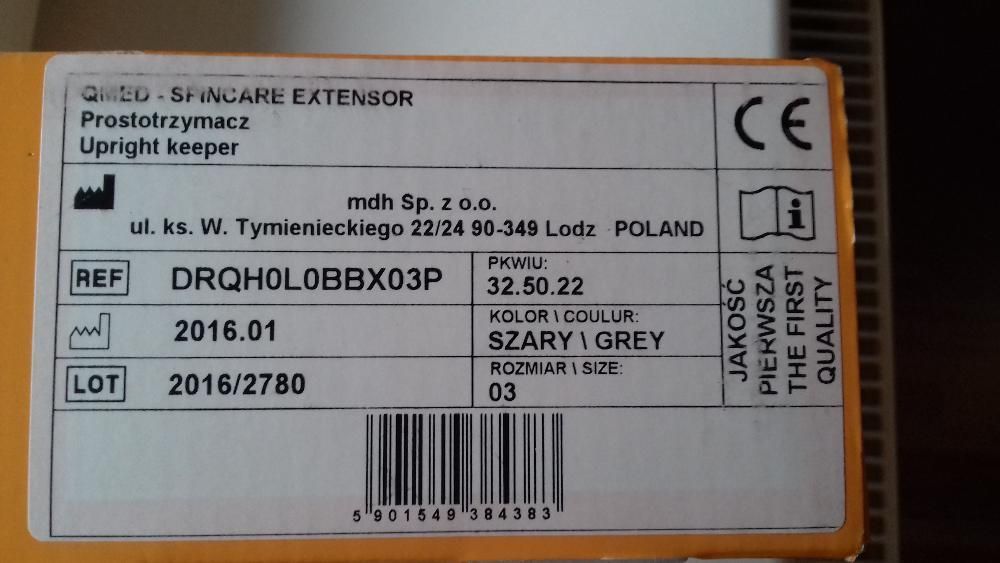 QMED - SPINCARE EXTENSOR
Prostotrzymacz
Upright keeper
CE
mdh Sp. z o.o.
ul. ks. W. Tymienieckiego 22/24 90-349 Lodz POLAND
i
REF DRQH0L0BBX03P
PKWIU:
32.50.22
2016.01
KOLOR \ COULUR:
SZARY \ GREY
LOT 2016/2780
ROZMIAR \ SIZE:
03
JAKOŚĆ
PIERWSZA
THE FIRST
QUALITY
5 901549 384383